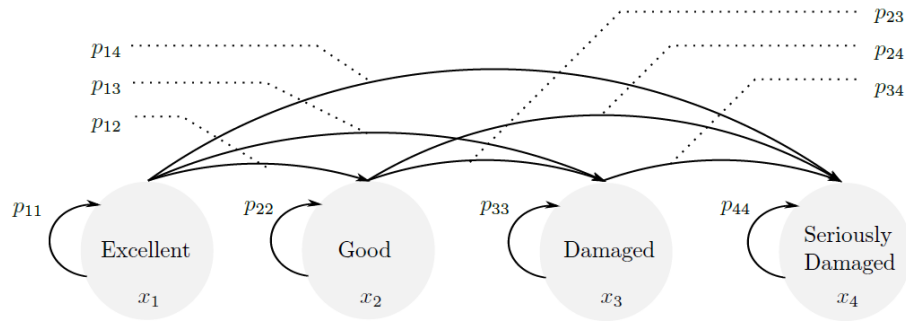 p14
p13
p12
p23
p24
p34
p11
p22
p33
p44
Excellent
Good
Damaged
Seriously
Damaged
x1
x2
x3
x4